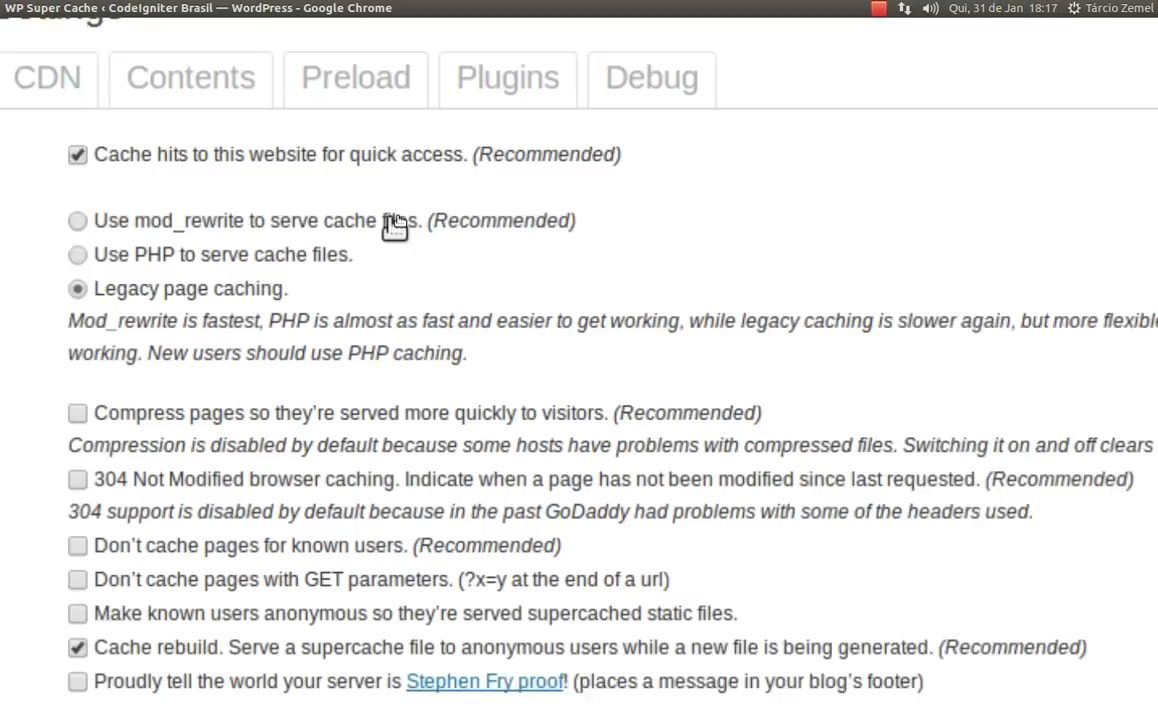 WP Super Cache ‹ CodeIgniter Brasil — WordPress - Google Chrome
Qui, 31 de Jan 18:17
Tárcio Zemel
CDN
Contents
Preload
Plugins
Debug
Cache hits to this website for quick access. (Recommended)
Use mod_rewrite to serve cache files. (Recommended)
Use PHP to serve cache files.
Legacy page caching.
Mod_rewrite is fastest, PHP is almost as fast and easier to get working, while legacy caching is slower again, but more flexible
working. New users should use PHP caching.
Compress pages so they’re served more quickly to visitors. (Recommended)
Compression is disabled by default because some hosts have problems with compressed files. Switching it on and off clears
304 Not Modified browser caching. Indicate when a page has not been modified since last requested. (Recommended)
304 support is disabled by default because in the past GoDaddy had problems with some of the headers used.
Don’t cache pages for known users. (Recommended)
Don’t cache pages with GET parameters. (?x=y at the end of a url)
Make known users anonymous so they’re served supercached static files.
Cache rebuild. Serve a supercache file to anonymous users while a new file is being generated. (Recommended)
Proudly tell the world your server is Stephen Fry proof! (places a message in your blog’s footer)